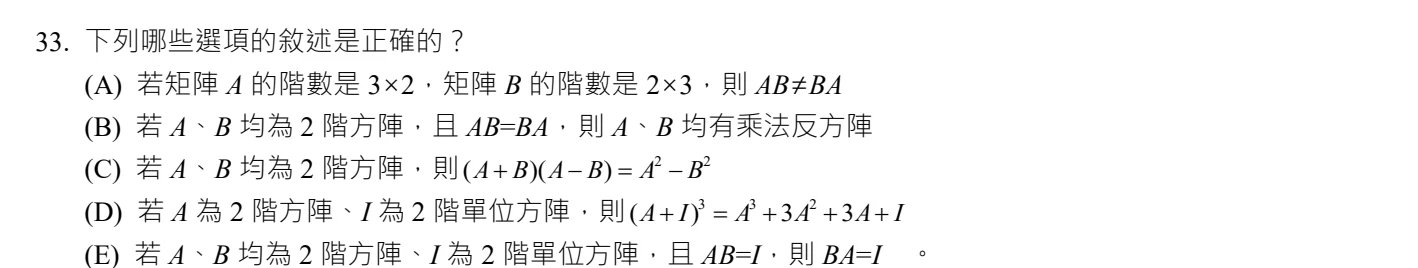 33. 下列哪些選項的敘述是正確的？
(A) 若矩陣 A 的階數是 3×2，矩陣 B 的階數是 2×3，則 AB≠BA
(B) 若 A、B 均為 2 階方陣，且 AB=BA，則 A、B 均有乘法反方陣
(C) 若 A、B 均為 2 階方陣，則(A+B)(A−B) = A² − B²
(D) 若 A 為 2 階方陣、I 為 2 階單位方陣，則(A+I)³ = A³ +3A² +3A+I
(E) 若 A、B 均為 2 階方陣、I 為 2 階單位方陣，且 AB=I，則 BA=I 。